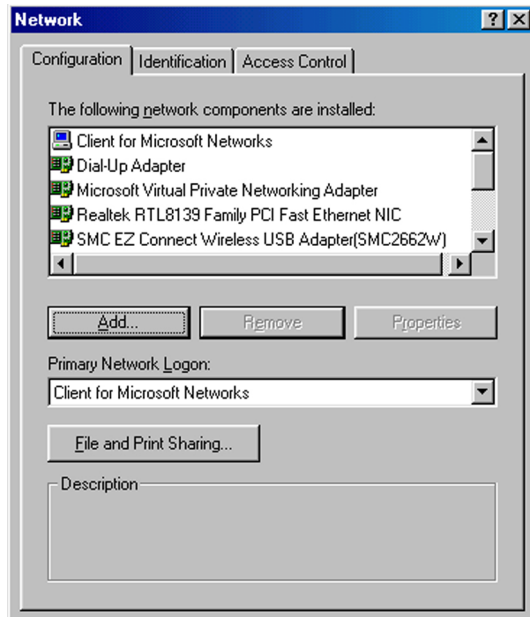 Network
Configuration Identification Access Control
The following network components are installed:
Client for Microsoft Networks
Dial-Up Adapter
Microsoft Virtual Private Networking Adapter
Realtek RTL8139 Family PCI Fast Ethernet NIC
SMC EZ Connect Wireless USB Adapter(SMC2662W)
Add... Remove Properties
Primary Network Logon:
Client for Microsoft Networks
File and Print Sharing...
Description